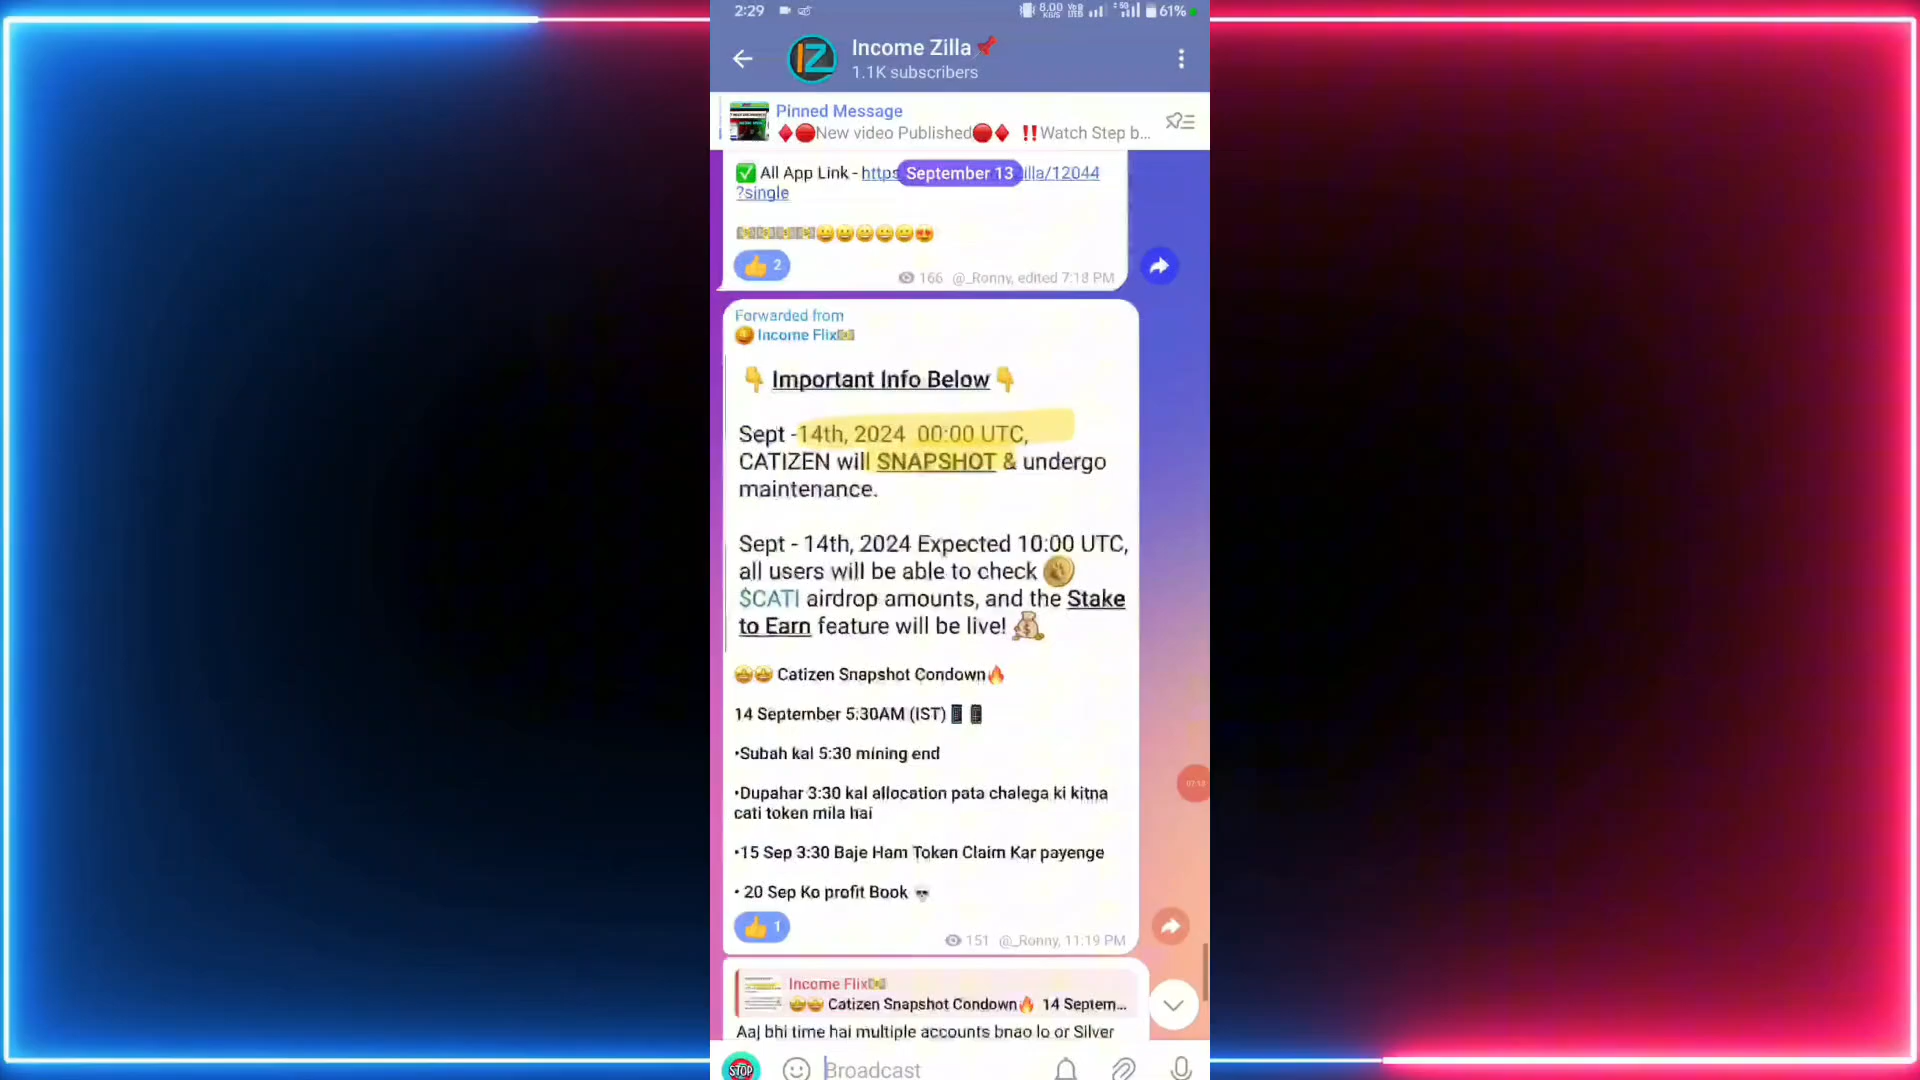 2:29
8.00 KB/S
61%
Income Zilla📌
1.1K subscribers
Pinned Message
♦️🔴New video Published🔴♦️ ‼️Watch Step b...
✅ All App Link - https
September 13
illa/12044
?single
👍 2
166 @_Ronny, edited 7:18 PM
Forwarded from
Income Flix💵
👇 Important Info Below👇
Sept -14th, 2024 00:00 UTC,
CATIZEN will SNAPSHOT & undergo
maintenance.
Sept - 14th, 2024 Expected 10:00 UTC,
all users will be able to check
$CATI airdrop amounts, and the Stake
to Earn feature will be live! 💰
🤩🤩 Catizen Snapshot Condown🔥
14 September 5:30AM (IST)
•Subah kal 5:30 mining end
•Dupahar 3:30 kal allocation pata chalega ki kitna
cati token mila hai
•15 Sep 3:30 Baje Ham Token Claim Kar payenge
• 20 Sep Ko profit Book 💀
👍 1
151 @_Ronny, 11:19 PM
Income Flix💵
🤩🤩 Catizen Snapshot Condown🔥 14 Septem...
Aaj bhi time hai multiple accounts bnao lo or Silver
STOP
Broadcast